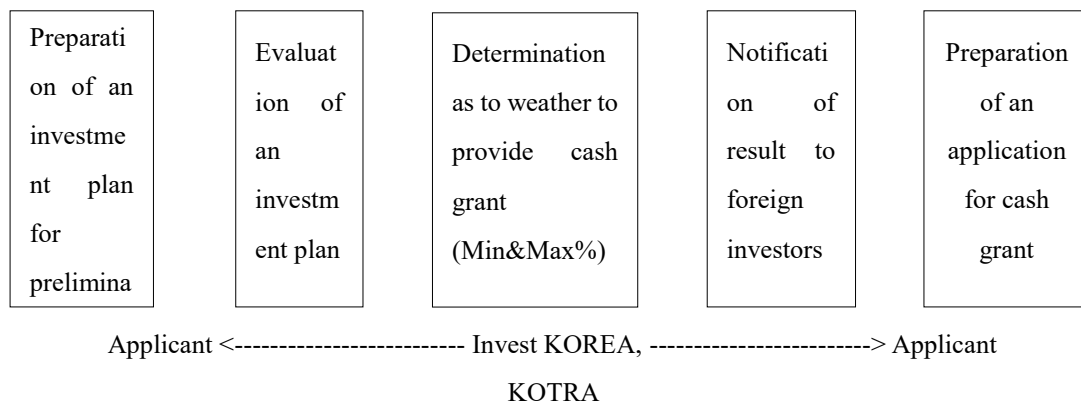 Preparati
on of an
investme
nt plan
for
prelimina
Evaluat
ion of
an
investm
ent plan
Determination
as to weather to
provide cash
grant
(Min&Max%)
Notificati
on of
result to
foreign
investors
Preparation
of an
application
for cash
grant
Applicant <------------------------- Invest KOREA, -----------------------> Applicant
KOTRA